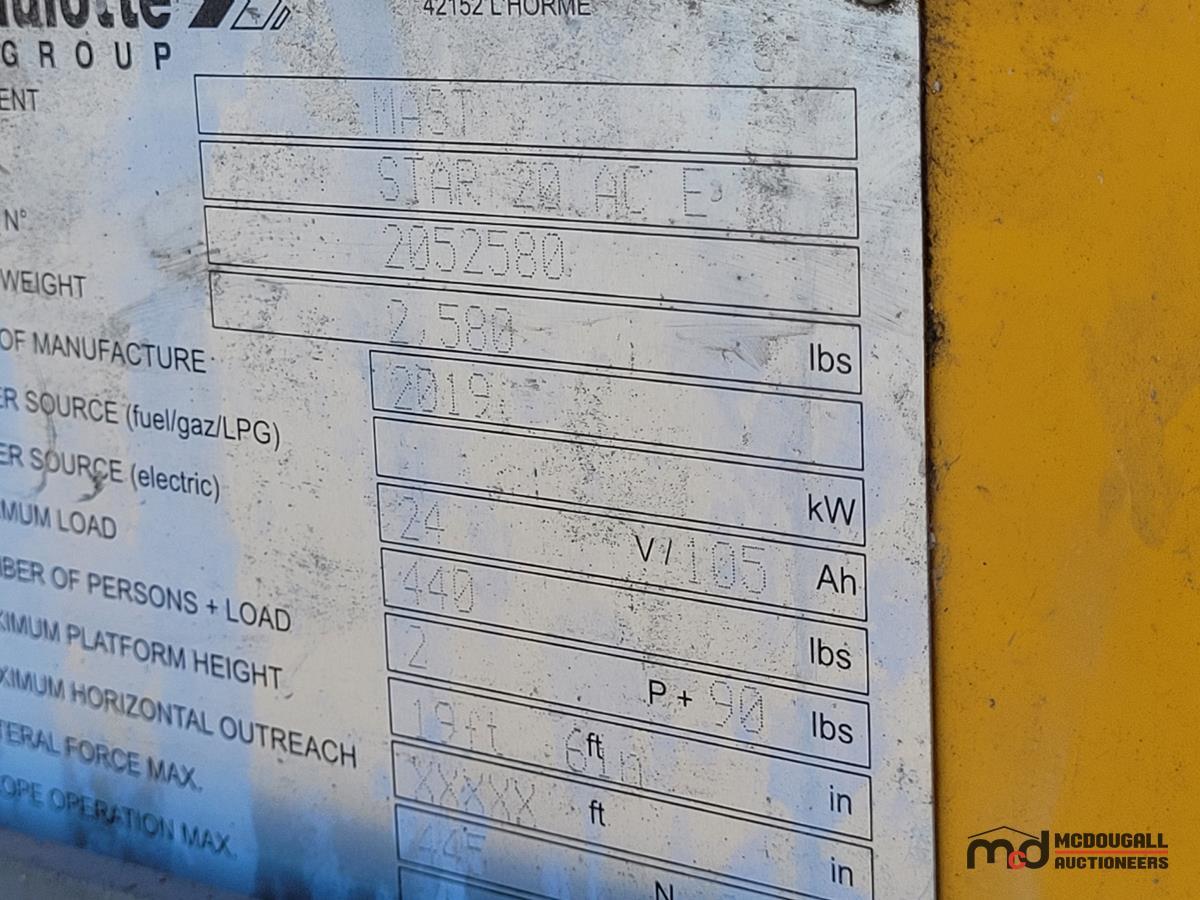 42152 L'HORME
GROUP
ENT MAST
STAR 20 AC E
N° 2052580
WEIGHT 2,580 lbs
OF MANUFACTURE 2019
ER SOURCE (fuel/gaz/LPG) kW
ER SOURCE (electric) 24 V / 105 Ah
MUM LOAD 440 lbs
BER OF PERSONS + LOAD 2 P + 90 lbs
XIMUM PLATFORM HEIGHT 19ft ft 6in in
XIMUM HORIZONTAL OUTREACH XXXXX ft in
TERAL FORCE MAX. 445 N
OPE OPERATION MAX.
mcd MCDOUGALL
AUCTIONEERS